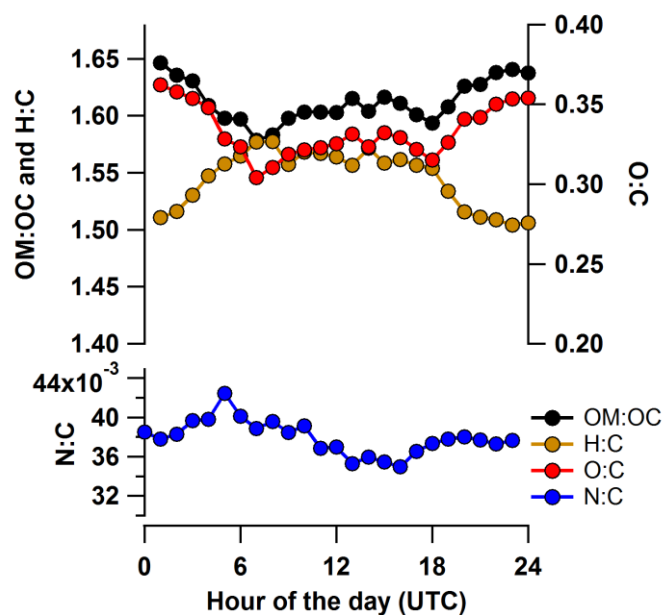 OM:OC and H:C
1.65
1.60
1.55
1.50
1.45
1.40
0.40
0.35
0.30
0.25
0.20
O:C
44x10-3
40
36
32
N:C
OM:OC
H:C
O:C
N:C
0 6 12 18 24
Hour of the day (UTC)